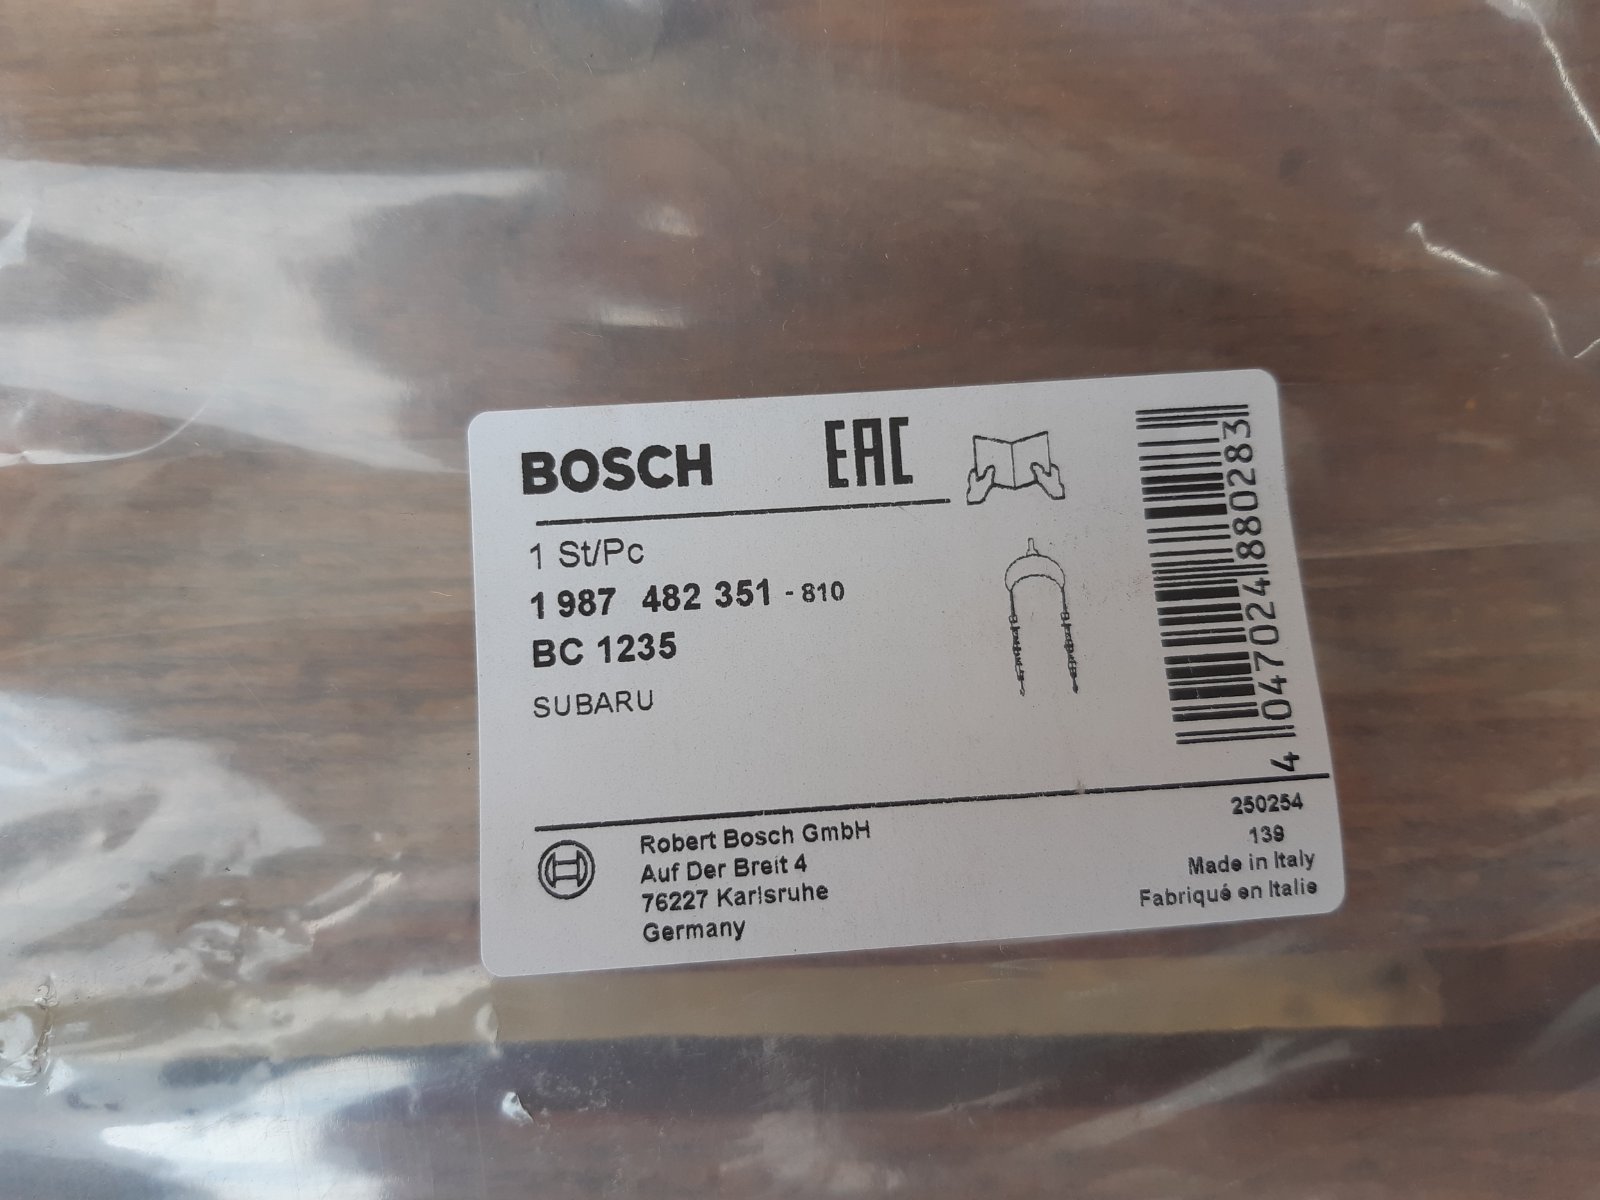 BOSCH EAC
1 St/Pc
1 987 482 351 - 810
BC 1235
SUBARU
4 047024 880283
Robert Bosch GmbH
Auf Der Breit 4
76227 Karlsruhe
Germany
250254
139
Made in Italy
Fabriqué en Italie